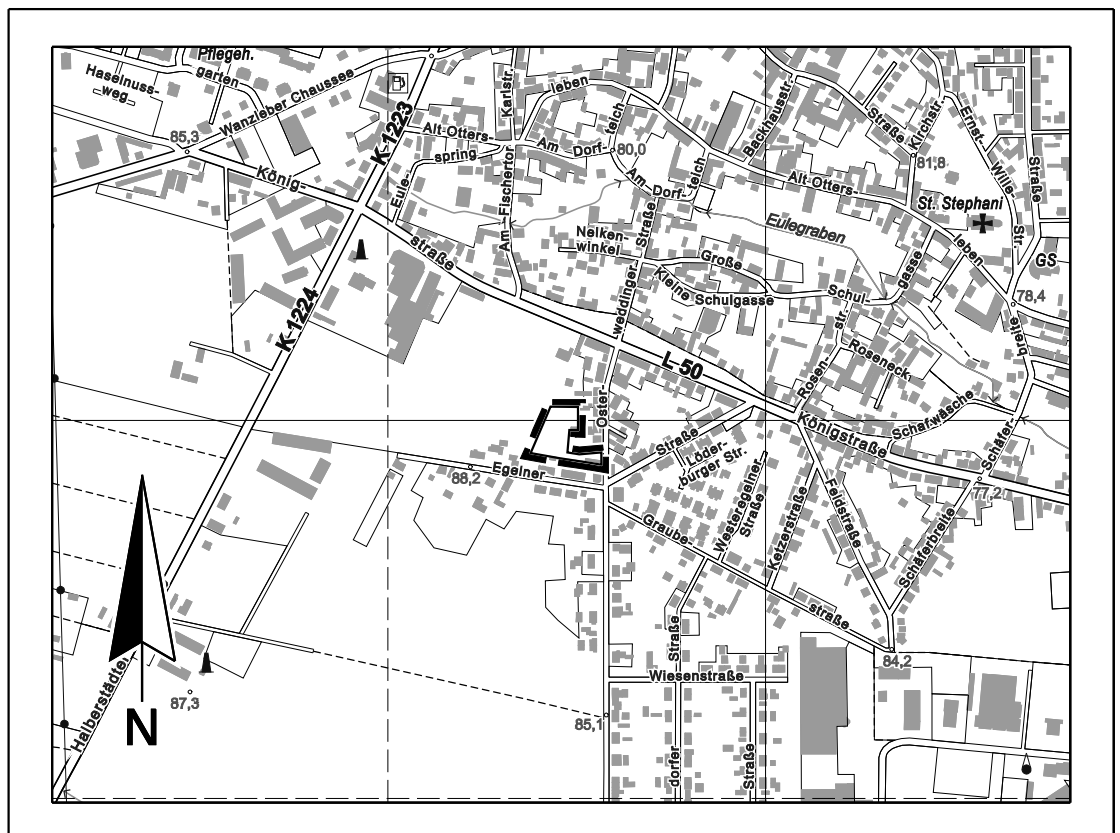 Pflegeh.
garten
Haselnuss-
weg
Wanzleber Chaussee
85,3
K-1223
Karlstr.
leben
teich
Alt-Otters-
Am Dorf-
80,0
spring
Eule-
König-
straße
Am Fischertor
Am Dorf-
teich
Backhausstr.
Straße
Kirchstr.
81,8
Ernst-
Wille-
Str.
Straße
Alt-Otters-
leben
St. Stephani
GS
Eulegraben
Nelken-
winkel
Straße
weddinger
Oster-
Große
Kleine
Schulgasse
Schul-
gasse
78,4
breite
Schäfer-
K-1224
L 50
str.
Rosen-
Roseneck
Schafwäsche
Königstraße
77,2
Straße
Egelner
88,2
Löder-
burger Str.
Westeregelner
Straße
Ketzerstraße
Feldstraße
Schäferbreite
Graube-
straße
84,2
Straße
dorfer
Wiesenstraße
Straße
85,1
87,3
Halberstädter
N